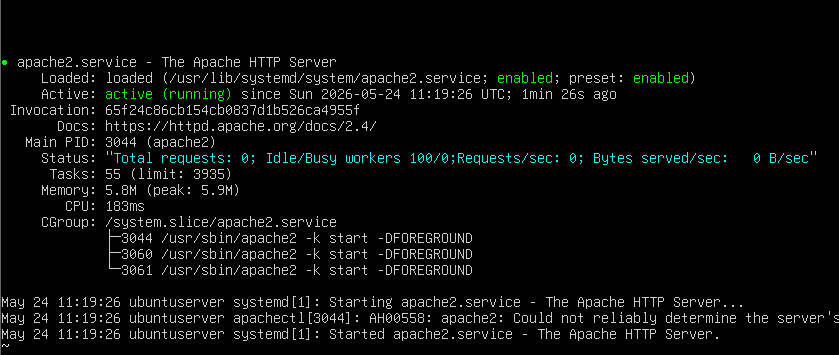 ● apache2.service - The Apache HTTP Server
     Loaded: loaded (/usr/lib/systemd/system/apache2.service; enabled; preset: enabled)
     Active: active (running) since Sun 2026-05-24 11:19:26 UTC; 1min 26s ago
 Invocation: 65f24c86cb154cb0837d1b526ca4955f
       Docs: https://httpd.apache.org/docs/2.4/
   Main PID: 3044 (apache2)
     Status: "Total requests: 0; Idle/Busy workers 100/0;Requests/sec: 0; Bytes served/sec:   0 B/sec"
      Tasks: 55 (limit: 3935)
     Memory: 5.8M (peak: 5.9M)
        CPU: 183ms
     CGroup: /system.slice/apache2.service
             ├─3044 /usr/sbin/apache2 -k start -DFOREGROUND
             ├─3060 /usr/sbin/apache2 -k start -DFOREGROUND
             └─3061 /usr/sbin/apache2 -k start -DFOREGROUND

May 24 11:19:26 ubuntuserver systemd[1]: Starting apache2.service - The Apache HTTP Server...
May 24 11:19:26 ubuntuserver apachectl[3044]: AH00558: apache2: Could not reliably determine the server's
May 24 11:19:26 ubuntuserver systemd[1]: Started apache2.service - The Apache HTTP Server.
~